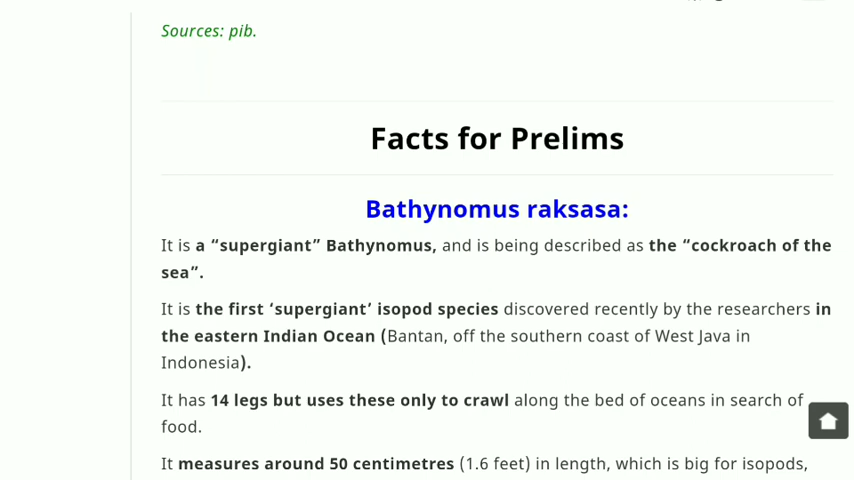 Sources: pib.
Facts for Prelims
Bathynomus raksasa:
It is a “supergiant” Bathynomus, and is being described as the “cockroach of the
sea”.
It is the first ‘supergiant’ isopod species discovered recently by the researchers in
the eastern Indian Ocean (Bantan, off the southern coast of West Java in
Indonesia).
It has 14 legs but uses these only to crawl along the bed of oceans in search of
food.
It measures around 50 centimetres (1.6 feet) in length, which is big for isopods,